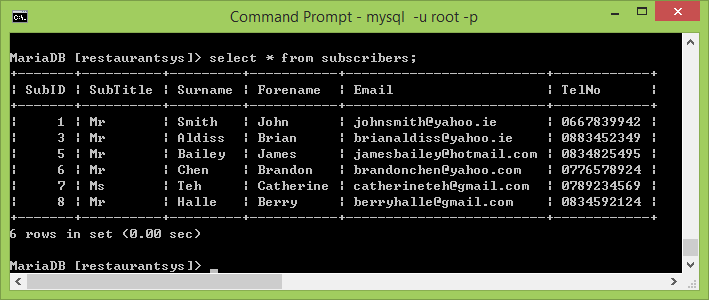 Command Prompt - mysql  -u root -p
MariaDB [restaurantsys]> select * from subscribers;
+-------+----------+---------+-----------+-------------------------+------------+
| SubID | SubTitle | Surname | Forename  | Email                   | TelNo      |
+-------+----------+---------+-----------+-------------------------+------------+
|     1 | Mr       | Smith   | John      | johnsmith@yahoo.ie      | 0667839942 |
|     3 | Mr       | Aldiss  | Brian     | brianaldiss@yahoo.ie    | 0883452349 |
|     5 | Mr       | Bailey  | James     | jamesbailey@hotmail.com | 0834825495 |
|     6 | Mr       | Chen    | Brandon   | brandonchen@yahoo.com   | 0776578924 |
|     7 | Ms       | Teh     | Catherine | catherineteh@gmail.com  | 0789234569 |
|     8 | Mr       | Halle   | Berry     | berryhalle@gmail.com    | 0834592124 |
+-------+----------+---------+-----------+-------------------------+------------+
6 rows in set (0.00 sec)
MariaDB [restaurantsys]> _